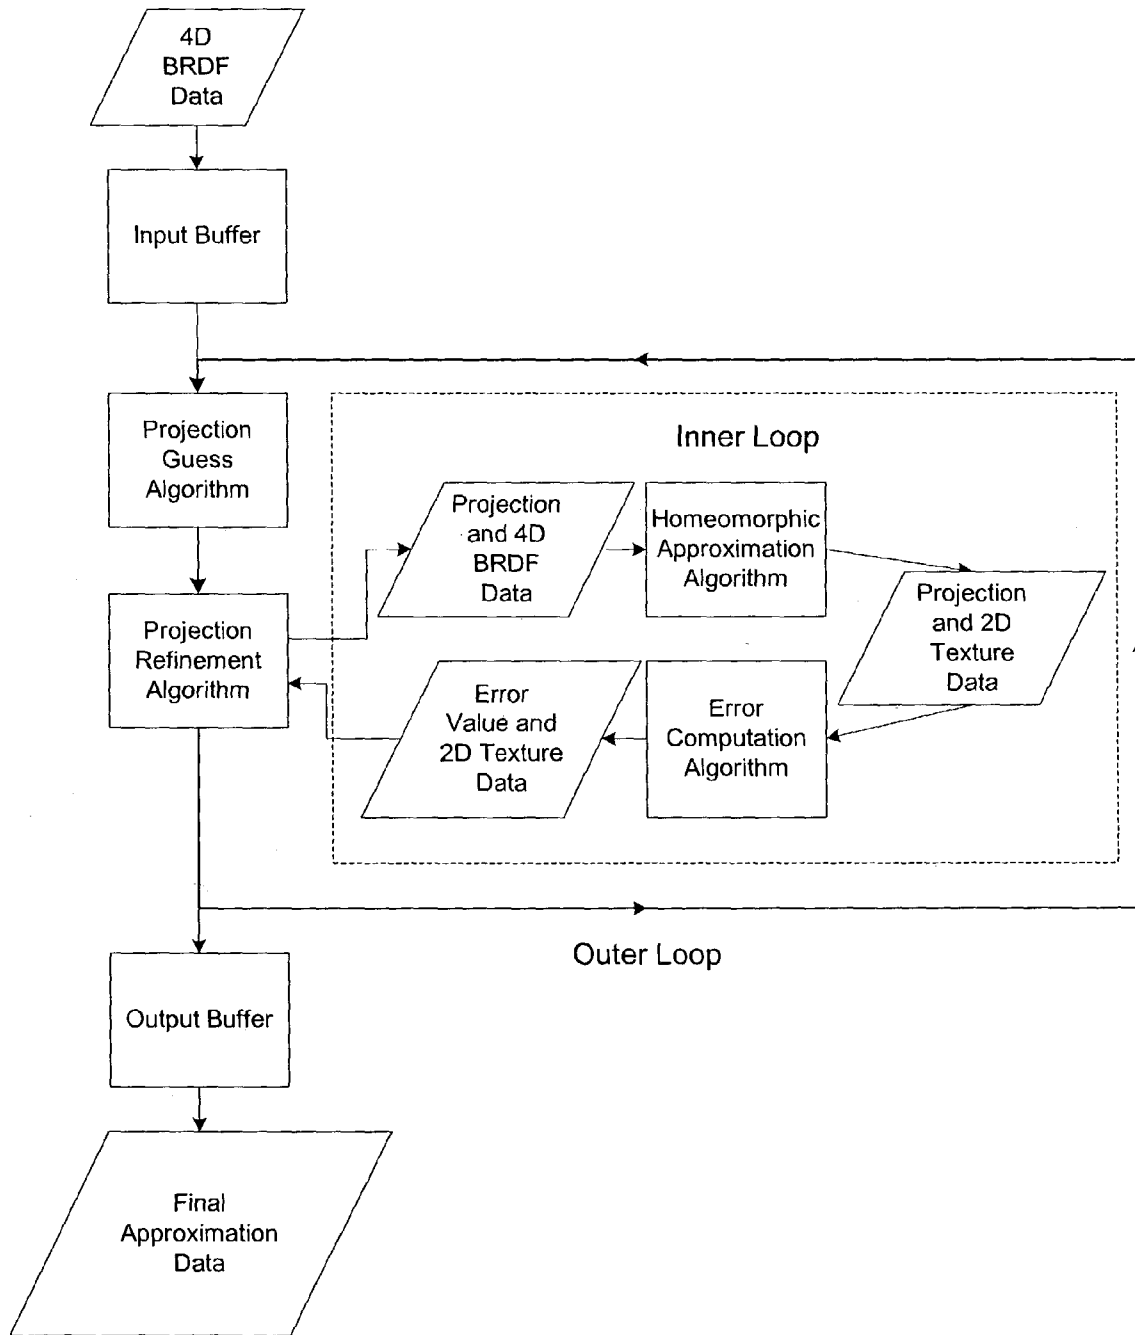 4D
BRDF
Data
Input Buffer
Projection
Guess
Algorithm
Inner Loop
Projection
and 4D
BRDF
Data
Homeomorphic
Approximation
Algorithm
Projection
and 2D
Texture
Data
Projection
Refinement
Algorithm
Error
Value and
2D Texture
Data
Error
Computation
Algorithm
Outer Loop
Output Buffer
Final
Approximation
Data